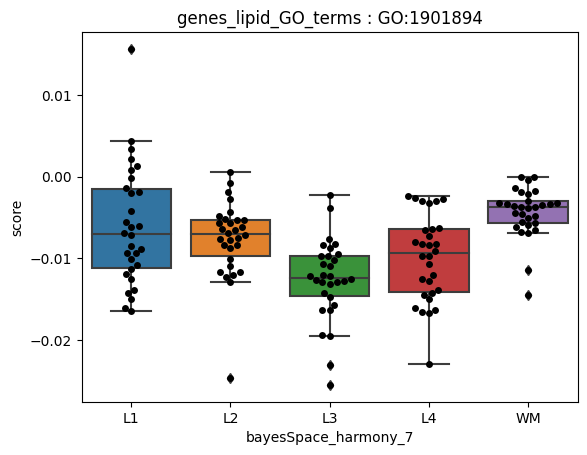 genes_lipid_GO_terms : GO:1901894
0.01
0.00
−0.01
−0.02
score
L1 L2 L3 L4 WM
bayesSpace_harmony_7